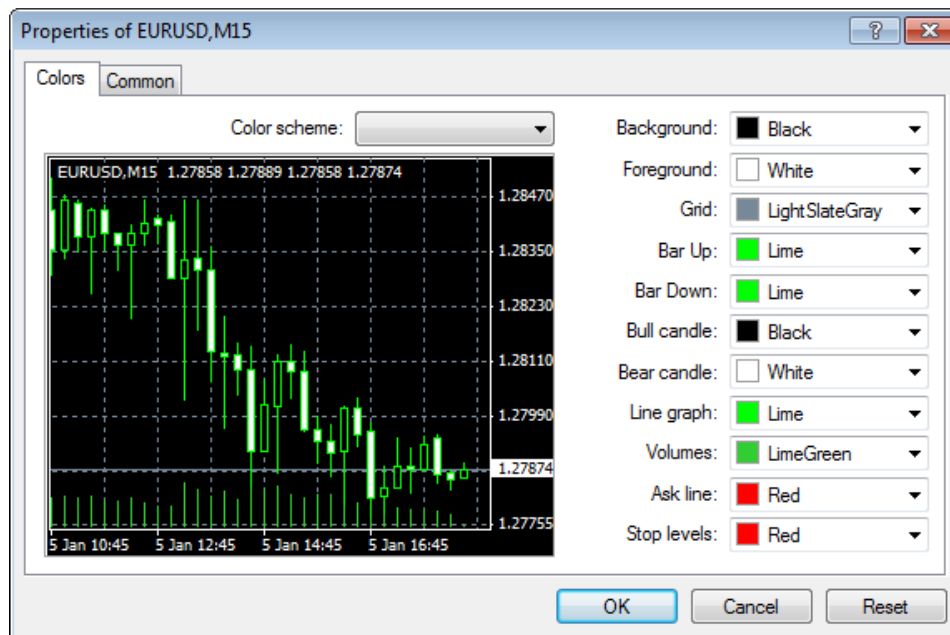 Properties of EURUSD,M15
?
Colors
Common
Color scheme:
EURUSD,M15 1.27858 1.27889 1.27858 1.27874
1.28470
1.28350
1.28230
1.28110
1.27990
1.27874
1.27755
5 Jan 10:45 5 Jan 12:45 5 Jan 14:45 5 Jan 16:45
Background: Black
Foreground: White
Grid: LightSlateGray
Bar Up: Lime
Bar Down: Lime
Bull candle: Black
Bear candle: White
Line graph: Lime
Volumes: LimeGreen
Ask line: Red
Stop levels: Red
OK Cancel Reset